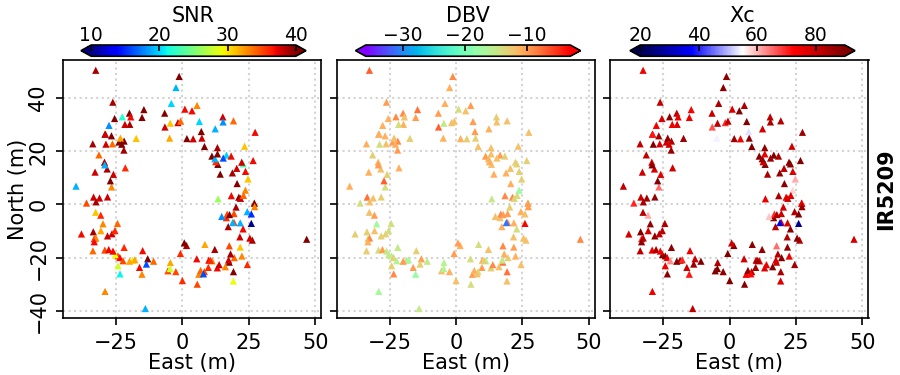 SNR DBV Xc
10 20 30 40 −30 −20 −10 20 40 60 80
North (m)
40
20
0
−20
−40
−25 0 25 50 −25 0 25 50 −25 0 25 50
East (m) East (m) East (m)
IR5209